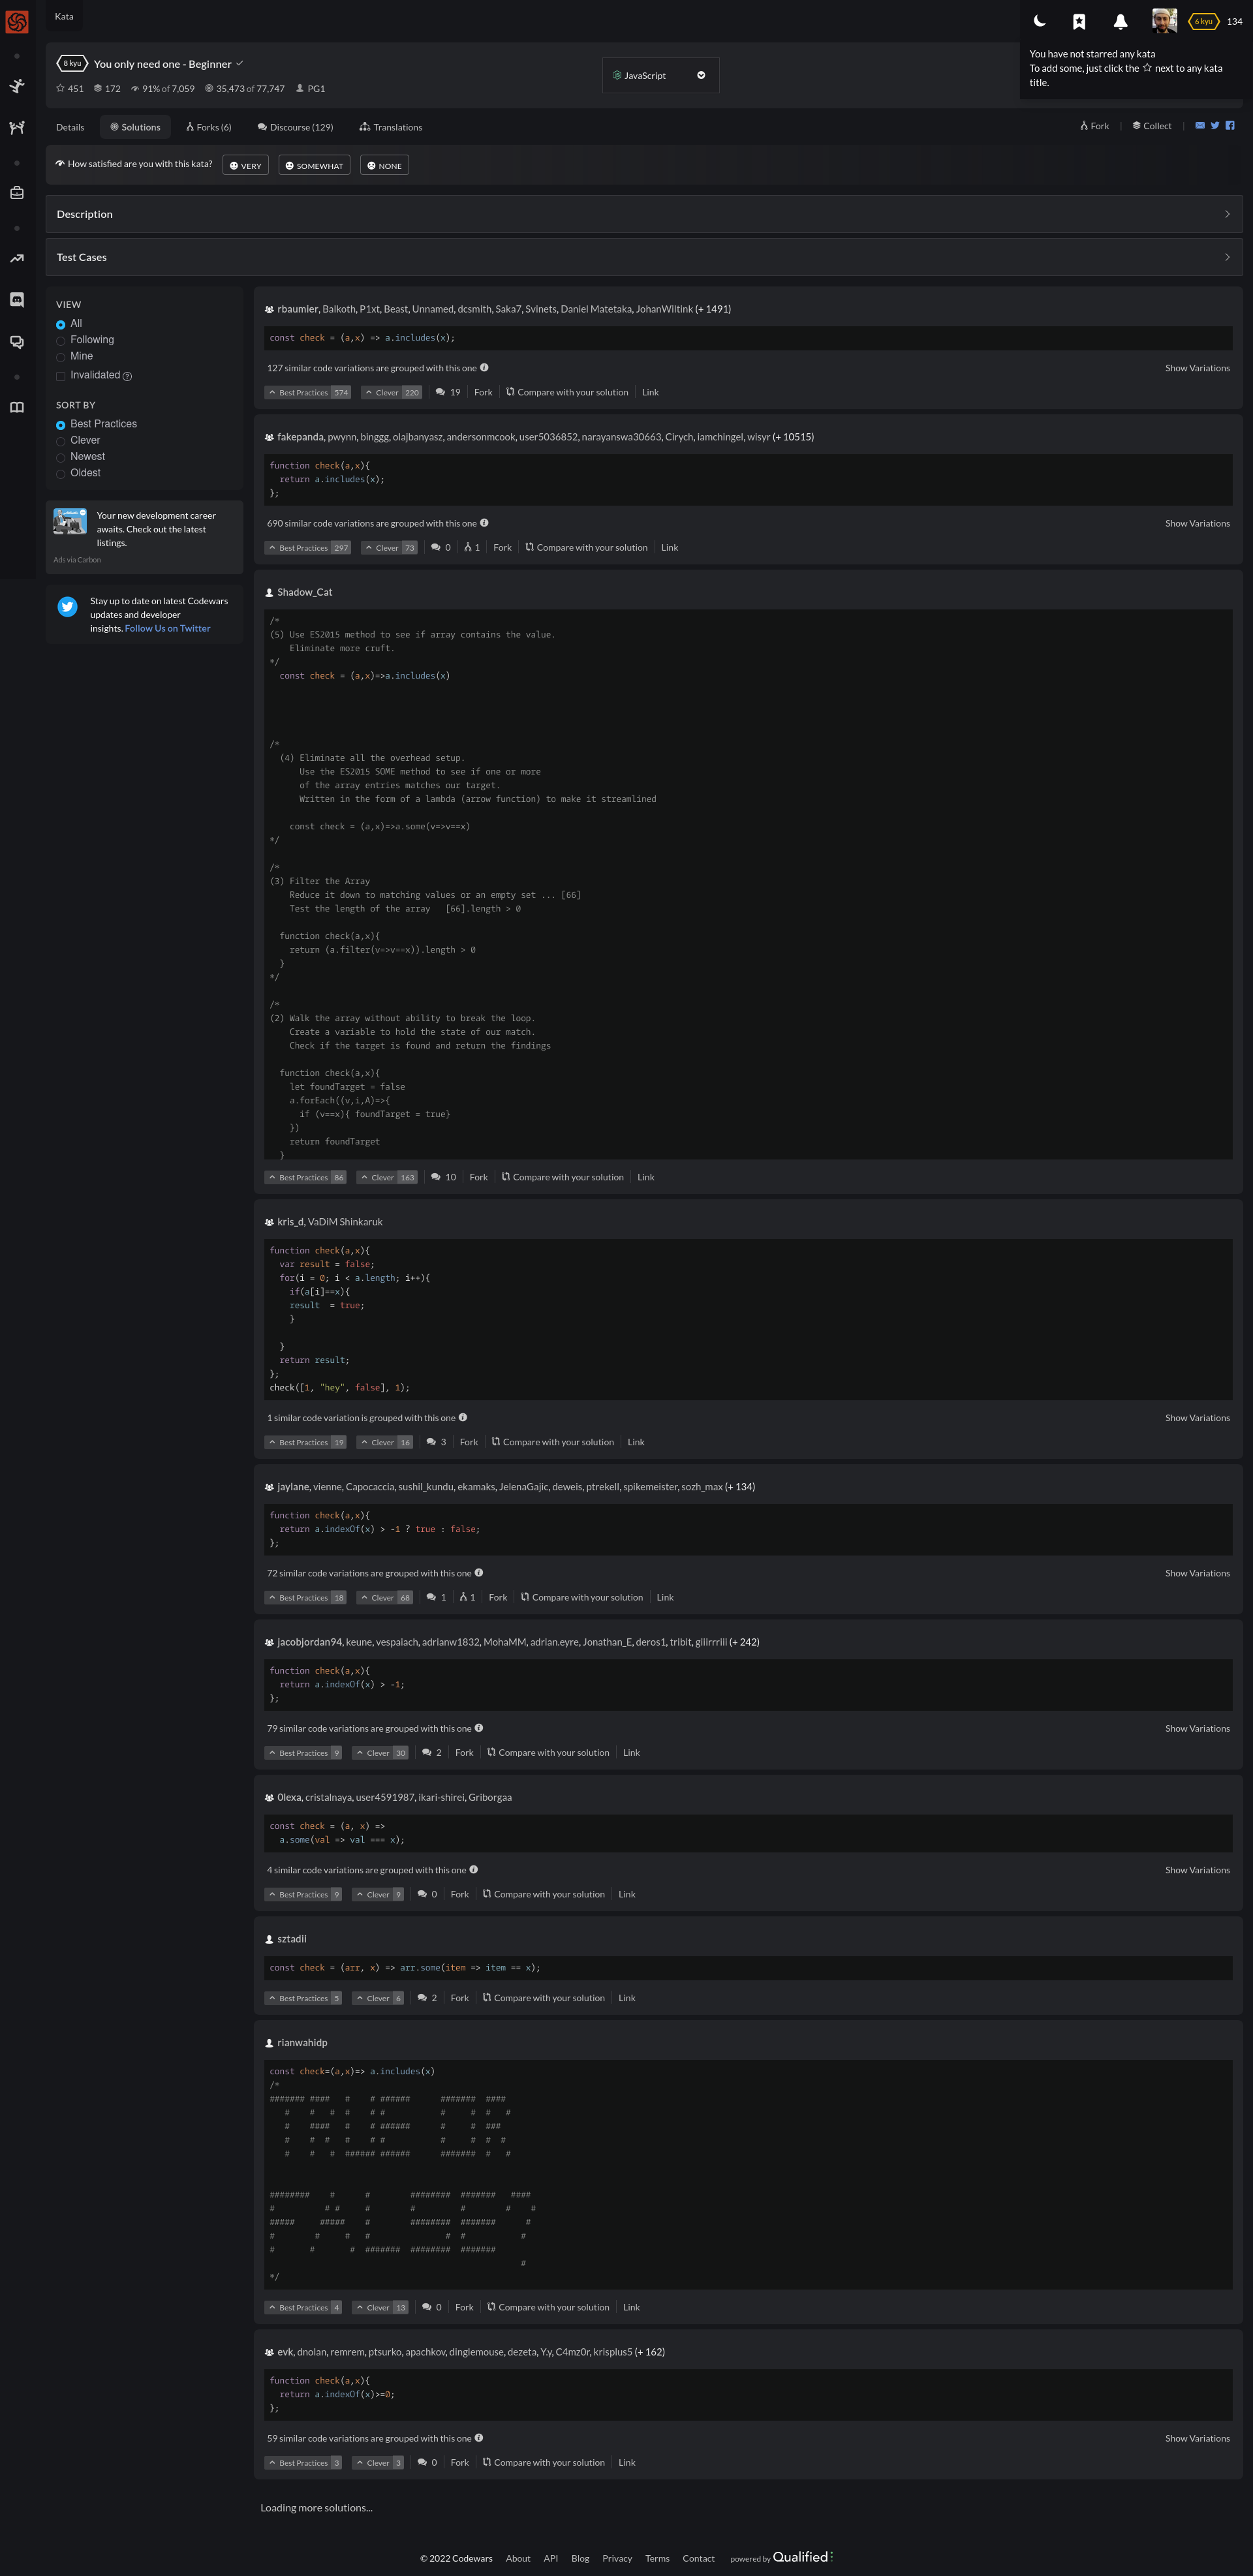 Kata
6 kyu 134
You have not starred any kata
To add some, just click the ☆ next to any kata
title.
8 kyu You only need one - Beginner
451 172 91% of 7,059 35,473 of 77,747 PG1
JavaScript
Details Solutions Forks (6) Discourse (129) Translations
Fork | Collect |
How satisfied are you with this kata? VERY SOMEWHAT NONE
Description
Test Cases
VIEW
All
Following
Mine
Invalidated
SORT BY
Best Practices
Clever
Newest
Oldest
Your new development career
awaits. Check out the latest
listings.
Ads via Carbon
Stay up to date on latest Codewars
updates and developer
insights. Follow Us on Twitter
rbaumier, Balkoth, P1xt, Beast, Unnamed, dcsmith, Saka7, Svinets, Daniel Matetaka, JohanWiltink (+ 1491)
const check = (a,x) => a.includes(x);
127 similar code variations are grouped with this one Show Variations
Best Practices 574 Clever 220 19 Fork Compare with your solution Link
fakepanda, pwynn, binggg, olajbanyasz, andersonmcook, user5036852, narayanswa30663, Cirych, iamchingel, wisyr (+ 10515)
function check(a,x){
  return a.includes(x);
};
690 similar code variations are grouped with this one Show Variations
Best Practices 297 Clever 73 0 1 Fork Compare with your solution Link
Shadow_Cat
/*
(5) Use ES2015 method to see if array contains the value.
    Eliminate more cruft.
*/
  const check = (a,x)=>a.includes(x)
/*
  (4) Eliminate all the overhead setup.
      Use the ES2015 SOME method to see if one or more
      of the array entries matches our target.
      Written in the form of a lambda (arrow function) to make it streamlined
    const check = (a,x)=>a.some(v=>v==x)
*/
/*
(3) Filter the Array
    Reduce it down to matching values or an empty set ... [66]
    Test the length of the array   [66].length > 0
  function check(a,x){
    return (a.filter(v=>v==x)).length > 0
  }
*/
/*
(2) Walk the array without ability to break the loop.
    Create a variable to hold the state of our match.
    Check if the target is found and return the findings
  function check(a,x){
    let foundTarget = false
    a.forEach((v,i,A)=>{
      if (v==x){ foundTarget = true}
    })
    return foundTarget
  }
Best Practices 86 Clever 163 10 Fork Compare with your solution Link
kris_d, VaDiM Shinkaruk
function check(a,x){
  var result = false;
  for(i = 0; i < a.length; i++){
    if(a[i]==x){
    result  = true;
    }
  }
  return result;
};
check([1, "hey", false], 1);
1 similar code variation is grouped with this one Show Variations
Best Practices 19 Clever 16 3 Fork Compare with your solution Link
jaylane, vienne, Capocaccia, sushil_kundu, ekamaks, JelenaGajic, deweis, ptrekell, spikemeister, sozh_max (+ 134)
function check(a,x){
  return a.indexOf(x) > -1 ? true : false;
};
72 similar code variations are grouped with this one Show Variations
Best Practices 18 Clever 68 1 1 Fork Compare with your solution Link
jacobjordan94, keune, vespaiach, adrianw1832, MohaMM, adrian.eyre, Jonathan_E, deros1, tribit, giiirrriii (+ 242)
function check(a,x){
  return a.indexOf(x) > -1;
};
79 similar code variations are grouped with this one Show Variations
Best Practices 9 Clever 30 2 Fork Compare with your solution Link
0lexa, cristalnaya, user4591987, ikari-shirei, Griborgaa
const check = (a, x) =>
  a.some(val => val === x);
4 similar code variations are grouped with this one Show Variations
Best Practices 9 Clever 9 0 Fork Compare with your solution Link
sztadii
const check = (arr, x) => arr.some(item => item == x);
Best Practices 5 Clever 6 2 Fork Compare with your solution Link
rianwahidp
const check=(a,x)=> a.includes(x)
/*
####### ####   #    # ######      #######  ####
   #    #   #  #    # #           #     #  #   #
   #    ####   #    # ######      #     #  ###
   #    #  #   #    # #           #     #  #  #
   #    #   #  ###### ######      #######  #   #
########    #      #        ########  #######   ####
#          # #     #        #         #        #    #
#####     #####    #        ########  #######      #
#        #     #   #               #  #           #
#       #       #  #######  ########  #######
                                                  #
*/
Best Practices 4 Clever 13 0 Fork Compare with your solution Link
evk, dnolan, remrem, ptsurko, apachkov, dinglemouse, dezeta, Y.y, C4mz0r, krisplus5 (+ 162)
function check(a,x){
  return a.indexOf(x)>=0;
};
59 similar code variations are grouped with this one Show Variations
Best Practices 3 Clever 3 0 Fork Compare with your solution Link
Loading more solutions...
© 2022 Codewars About API Blog Privacy Terms Contact powered by Qualified